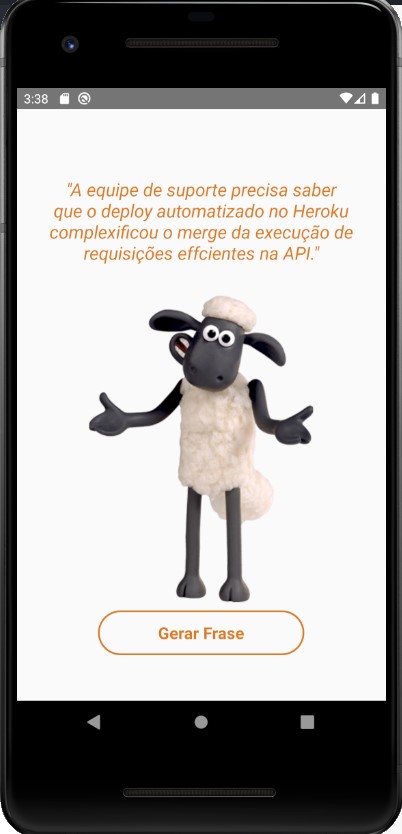 3:38
"A equipe de suporte precisa saber
que o deploy automatizado no Heroku
complexificou o merge da execução de
requisições effcientes na API."
Gerar Frase